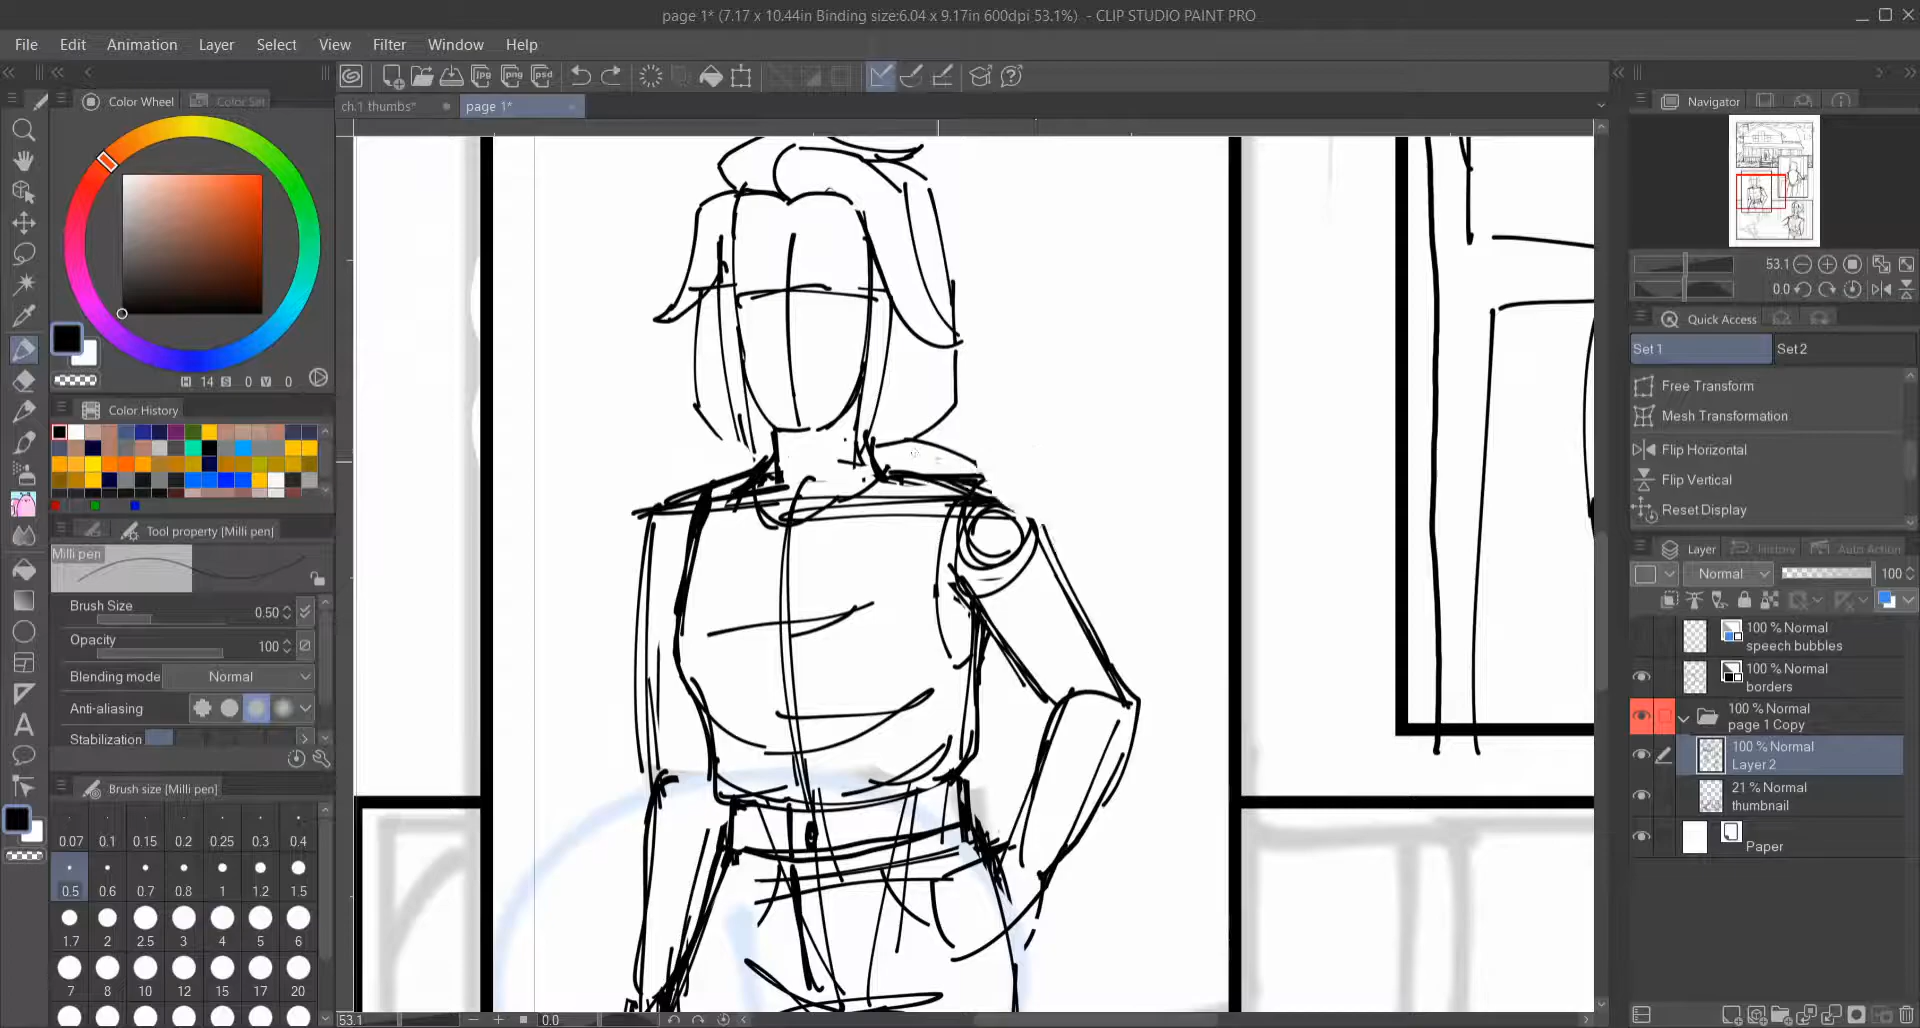 page 1* (7.17 x 10.44in Binding size:6.04 x 9.17in 600dpi 53.1%) - CLIP STUDIO PAINT PRO
File Edit Animation Layer Select View Filter Window Help
jpg png psd
Color Wheel Color Set
ch.1 thumbs* page 1*
Navigator
53.1
0.0
H 14 S 0 V 0
Quick Access
Set 1 Set 2
Free Transform
Mesh Transformation
Flip Horizontal
Flip Vertical
Reset Display
Color History
Tool property [Milli pen]
Milli pen
Brush Size 0.50
Opacity 100
Blending mode Normal
Anti-aliasing
Stabilization
Brush size [Milli pen]
0.07 0.1 0.15 0.2 0.25 0.3 0.4
0.5 0.6 0.7 0.8 1 1.2 1.5
1.7 2 2.5 3 4 5 6
7 8 10 12 15 17 20
Layer History Auto Action
Normal 100
100 % Normal
speech bubbles
100 % Normal
borders
100 % Normal
page 1 Copy
100 % Normal
Layer 2
21 % Normal
thumbnail
Paper
53.1 0.0